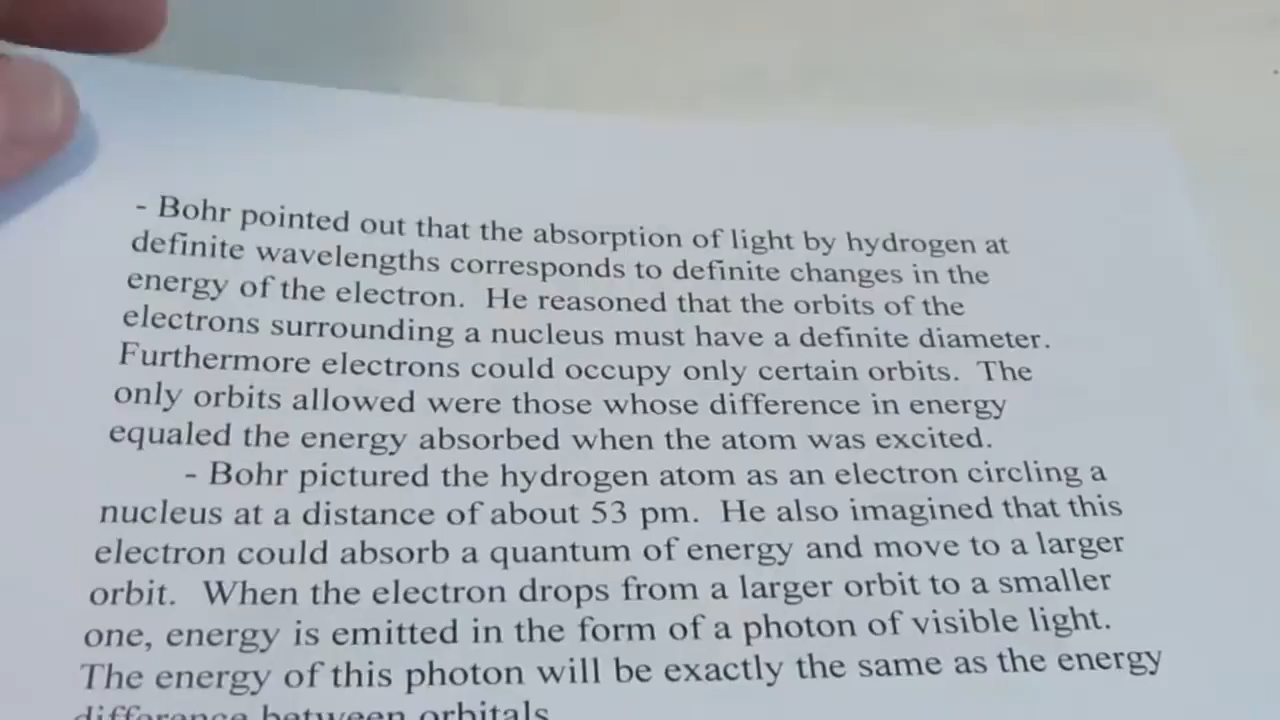 - Bohr pointed out that the absorption of light by hydrogen at
definite wavelengths corresponds to definite changes in the
energy of the electron. He reasoned that the orbits of the
electrons surrounding a nucleus must have a definite diameter.
Furthermore electrons could occupy only certain orbits. The
only orbits allowed were those whose difference in energy
equaled the energy absorbed when the atom was excited.
- Bohr pictured the hydrogen atom as an electron circling a
nucleus at a distance of about 53 pm. He also imagined that this
electron could absorb a quantum of energy and move to a larger
orbit. When the electron drops from a larger orbit to a smaller
one, energy is emitted in the form of a photon of visible light.
The energy of this photon will be exactly the same as the energy
difference between orbitals